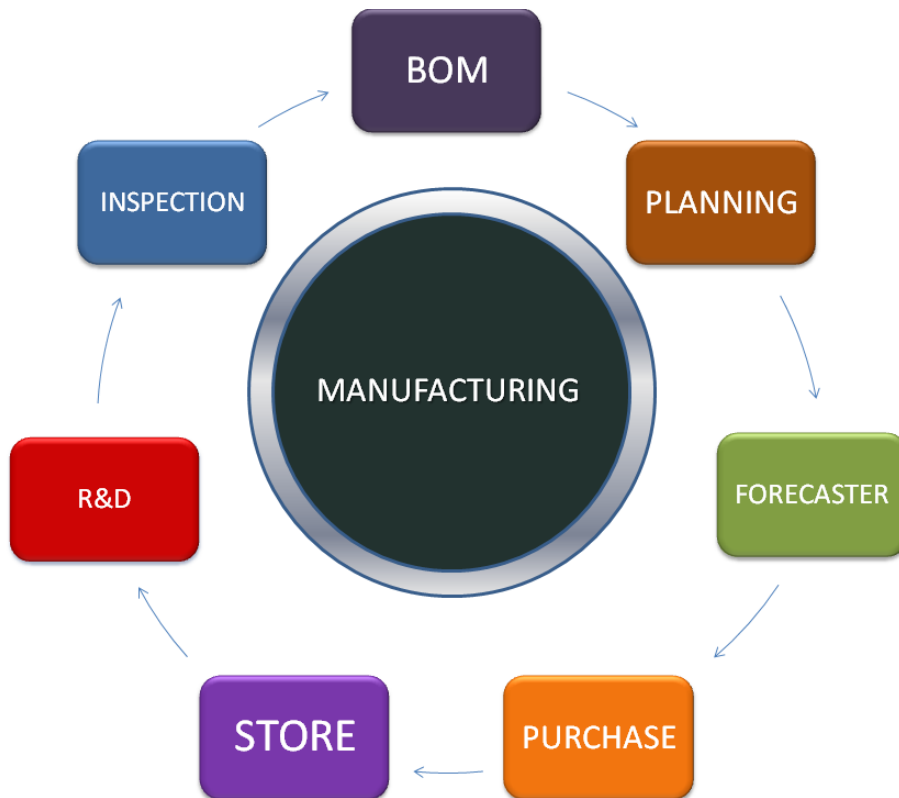 BOM
PLANNING
FORECASTER
PURCHASE
STORE
R&D
INSPECTION
MANUFACTURING